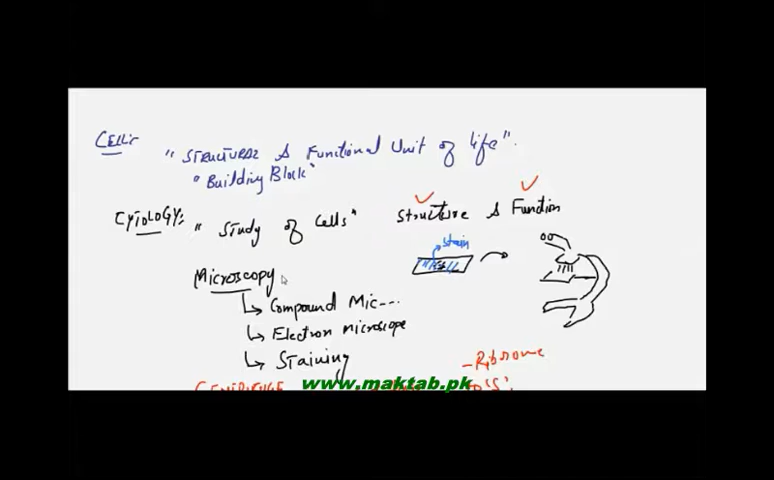 CELL:
"STRUCTURAL & Functional Unit of life".
"Building Block"
CYTOLOGY: "Study of Cells" Structure & Function
stain
Microscopy
↳ Compound Mic---
↳ Electron microscope
↳ Staining
- Ribosome
www.maktab.pk